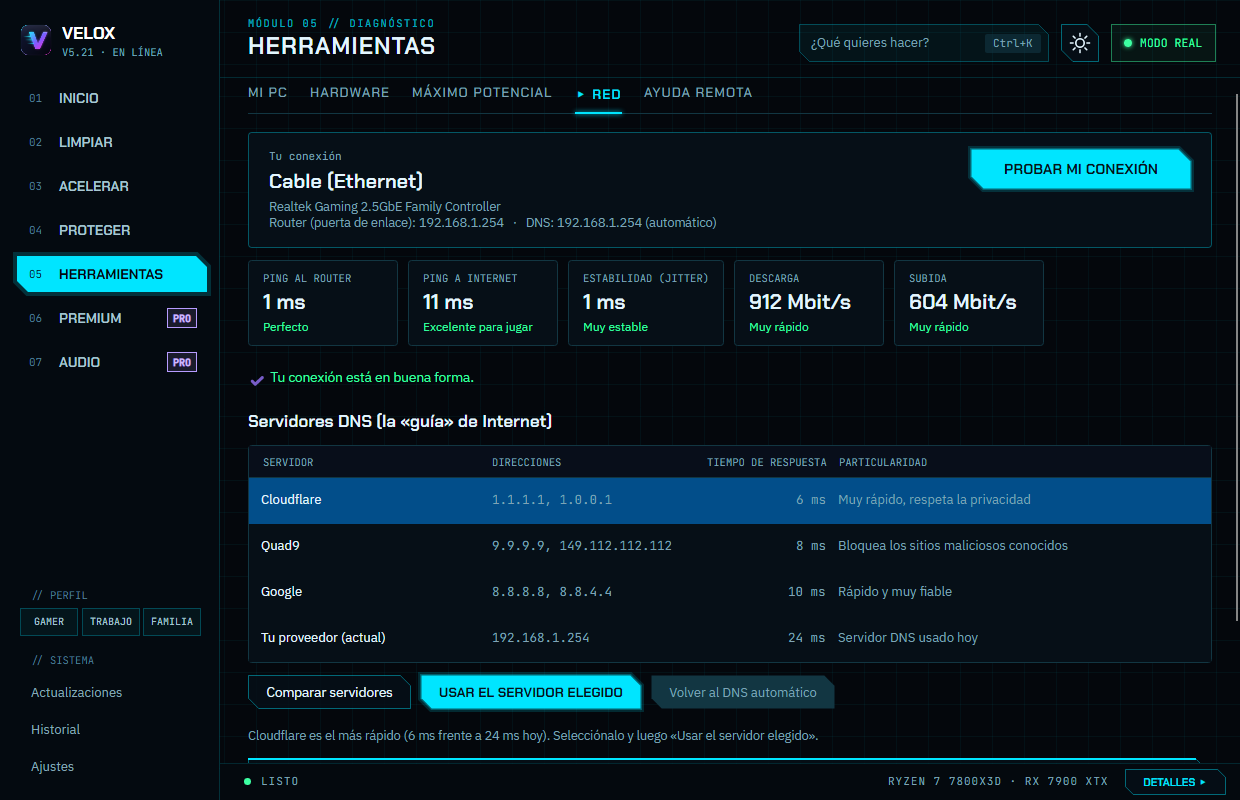 VELOX
V5.21 · EN LÍNEA
01 INICIO
02 LIMPIAR
03 ACELERAR
04 PROTEGER
05 HERRAMIENTAS
06 PREMIUM PRO
07 AUDIO PRO
// PERFIL
GAMER TRABAJO FAMILIA
// SISTEMA
Actualizaciones
Historial
Ajustes
MÓDULO 05 // DIAGNÓSTICO
HERRAMIENTAS
¿Qué quieres hacer? Ctrl+K
MODO REAL
MI PC HARDWARE MÁXIMO POTENCIAL ▸ RED AYUDA REMOTA
Tu conexión
Cable (Ethernet)
Realtek Gaming 2.5GbE Family Controller
Router (puerta de enlace): 192.168.1.254 · DNS: 192.168.1.254 (automático)
PROBAR MI CONEXIÓN
PING AL ROUTER
1 ms
Perfecto
PING A INTERNET
11 ms
Excelente para jugar
ESTABILIDAD (JITTER)
1 ms
Muy estable
DESCARGA
912 Mbit/s
Muy rápido
SUBIDA
604 Mbit/s
Muy rápido
Tu conexión está en buena forma.
Servidores DNS (la «guía» de Internet)
SERVIDOR DIRECCIONES TIEMPO DE RESPUESTA PARTICULARIDAD
Cloudflare 1.1.1.1, 1.0.0.1 6 ms Muy rápido, respeta la privacidad
Quad9 9.9.9.9, 149.112.112.112 8 ms Bloquea los sitios maliciosos conocidos
Google 8.8.8.8, 8.8.4.4 10 ms Rápido y muy fiable
Tu proveedor (actual) 192.168.1.254 24 ms Servidor DNS usado hoy
Comparar servidores USAR EL SERVIDOR ELEGIDO Volver al DNS automático
Cloudflare es el más rápido (6 ms frente a 24 ms hoy). Selecciónalo y luego «Usar el servidor elegido».
LISTO
RYZEN 7 7800X3D · RX 7900 XTX
DETALLES ▸